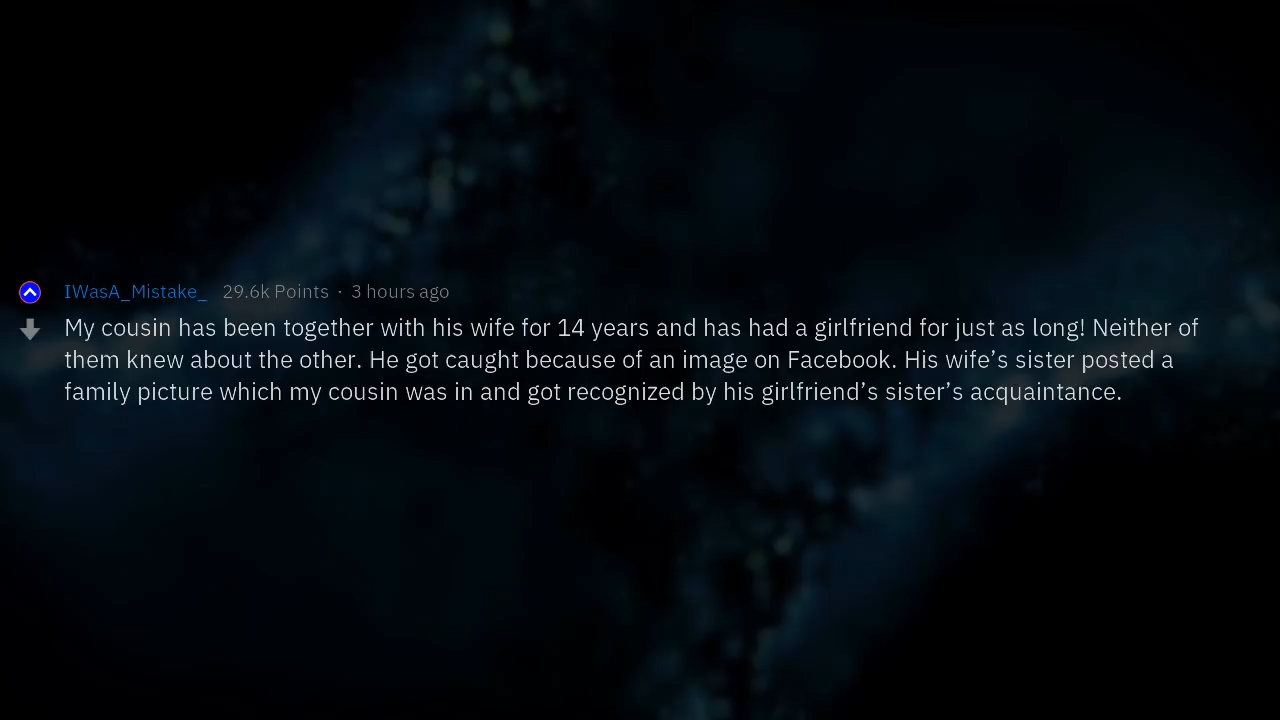 IWasA_Mistake_ 29.6k Points · 3 hours ago
My cousin has been together with his wife for 14 years and has had a girlfriend for just as long! Neither of
them knew about the other. He got caught because of an image on Facebook. His wife’s sister posted a
family picture which my cousin was in and got recognized by his girlfriend’s sister’s acquaintance.